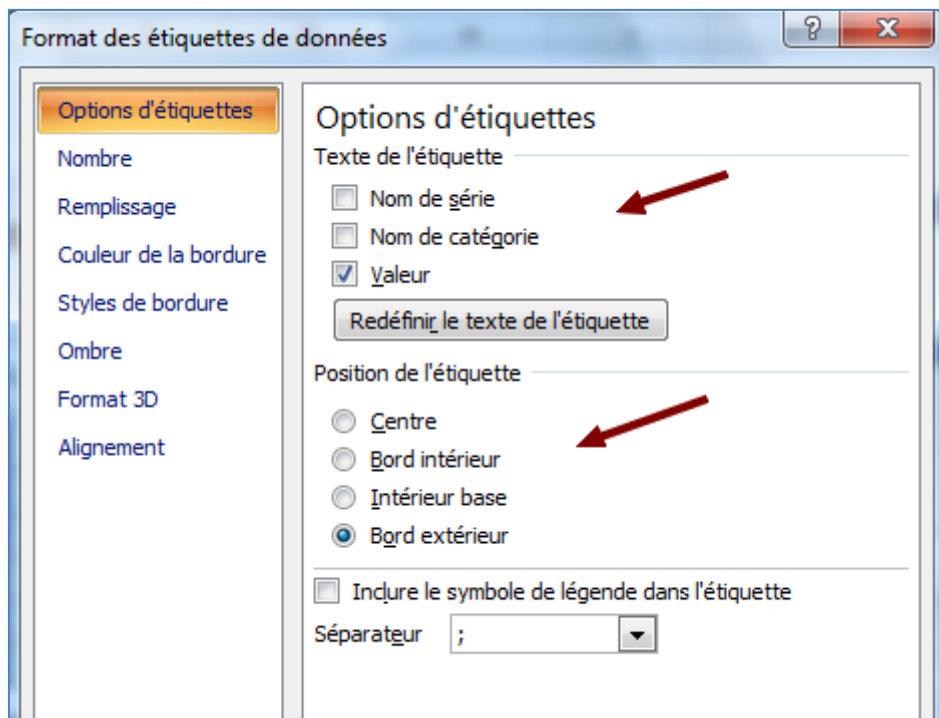 Format des étiquettes de données
Options d'étiquettes
Nombre
Remplissage
Couleur de la bordure
Styles de bordure
Ombre
Format 3D
Alignement
Options d'étiquettes
Texte de l'étiquette
Nom de série
Nom de catégorie
Valeur
Redéfinir le texte de l'étiquette
Position de l'étiquette
Centre
Bord intérieur
Intérieur base
Bord extérieur
Inclure le symbole de légende dans l'étiquette
Séparateur ;